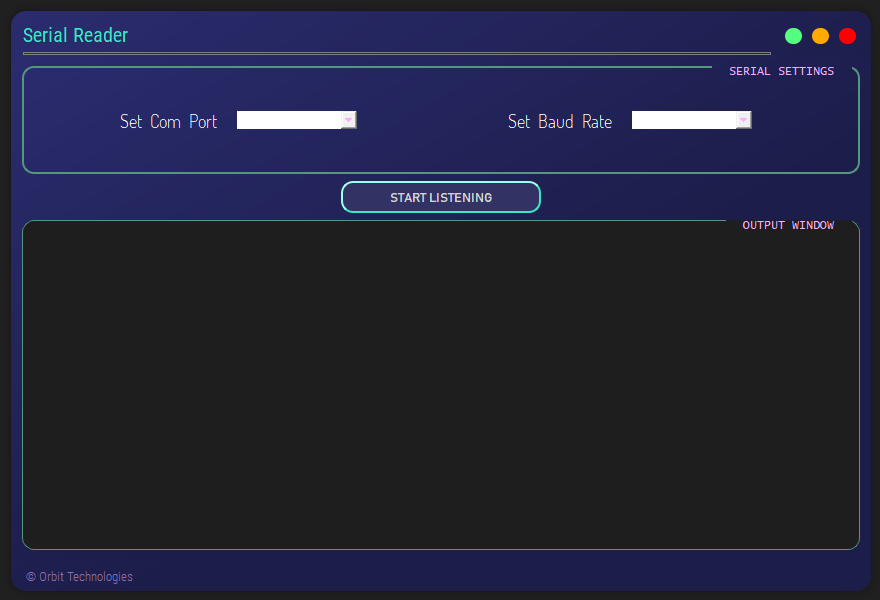 Serial Reader
SERIAL SETTINGS
Set Com Port
Set Baud Rate
START LISTENING
OUTPUT WINDOW
© Orbit Technologies